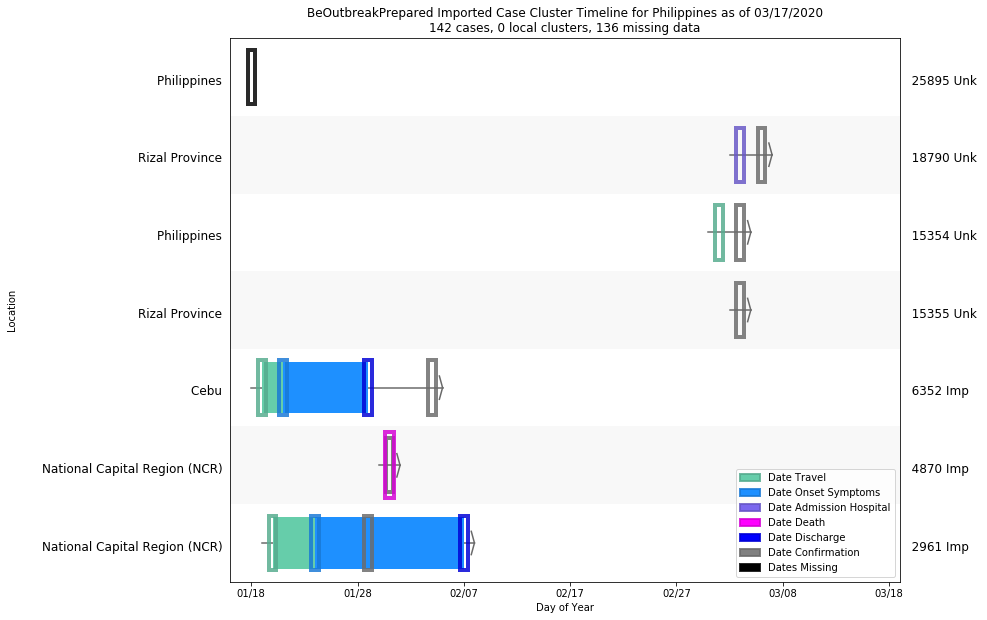 BeOutbreakPrepared Imported Case Cluster Timeline for Philippines as of 03/17/2020
142 cases, 0 local clusters, 136 missing data
Philippines 25895 Unk
Rizal Province 18790 Unk
Philippines 15354 Unk
Rizal Province 15355 Unk
Location
Cebu 6352 Imp
National Capital Region (NCR) 4870 Imp
National Capital Region (NCR) 2961 Imp
Date Travel
Date Onset Symptoms
Date Admission Hospital
Date Death
Date Discharge
Date Confirmation
Dates Missing
01/18 01/28 02/07 02/17 02/27 03/08 03/18
Day of Year